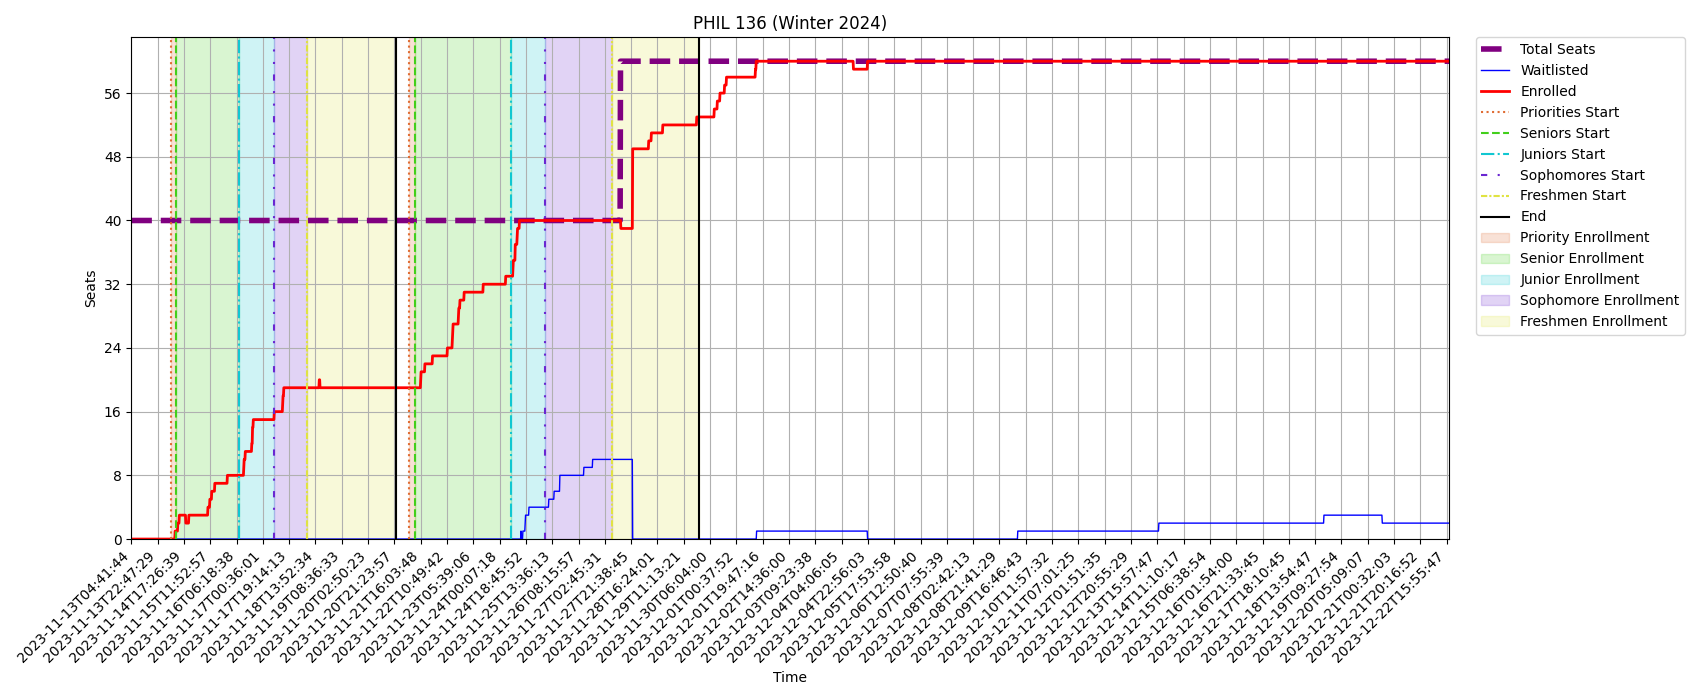 PHIL 136 (Winter 2024)
Seats
56
48
40
32
24
16
8
0
2023-11-13T04:41:44
2023-11-13T22:47:29
2023-11-14T17:26:39
2023-11-15T11:52:57
2023-11-16T06:18:38
2023-11-17T00:36:01
2023-11-17T19:14:13
2023-11-18T13:52:34
2023-11-19T08:36:33
2023-11-20T02:50:23
2023-11-20T21:23:57
2023-11-21T16:03:48
2023-11-22T10:49:42
2023-11-23T05:39:06
2023-11-24T00:07:18
2023-11-24T18:45:52
2023-11-25T13:36:13
2023-11-26T08:15:57
2023-11-27T02:45:31
2023-11-27T21:38:45
2023-11-28T16:24:01
2023-11-29T11:13:21
2023-11-30T06:04:00
2023-12-01T00:37:52
2023-12-01T19:47:16
2023-12-02T14:36:00
2023-12-03T09:23:38
2023-12-04T04:06:05
2023-12-04T22:56:03
2023-12-05T17:53:58
2023-12-06T12:50:40
2023-12-07T07:55:39
2023-12-08T02:42:13
2023-12-08T21:41:29
2023-12-09T16:46:43
2023-12-10T11:57:32
2023-12-11T07:01:25
2023-12-12T01:51:35
2023-12-12T20:55:29
2023-12-13T15:57:47
2023-12-14T11:10:17
2023-12-15T06:38:54
2023-12-16T01:54:00
2023-12-16T21:33:45
2023-12-17T18:10:45
2023-12-18T13:54:47
2023-12-19T09:27:54
2023-12-20T05:09:07
2023-12-21T00:32:03
2023-12-21T20:16:52
2023-12-22T15:55:47
Time
Total Seats
Waitlisted
Enrolled
Priorities Start
Seniors Start
Juniors Start
Sophomores Start
Freshmen Start
End
Priority Enrollment
Senior Enrollment
Junior Enrollment
Sophomore Enrollment
Freshmen Enrollment